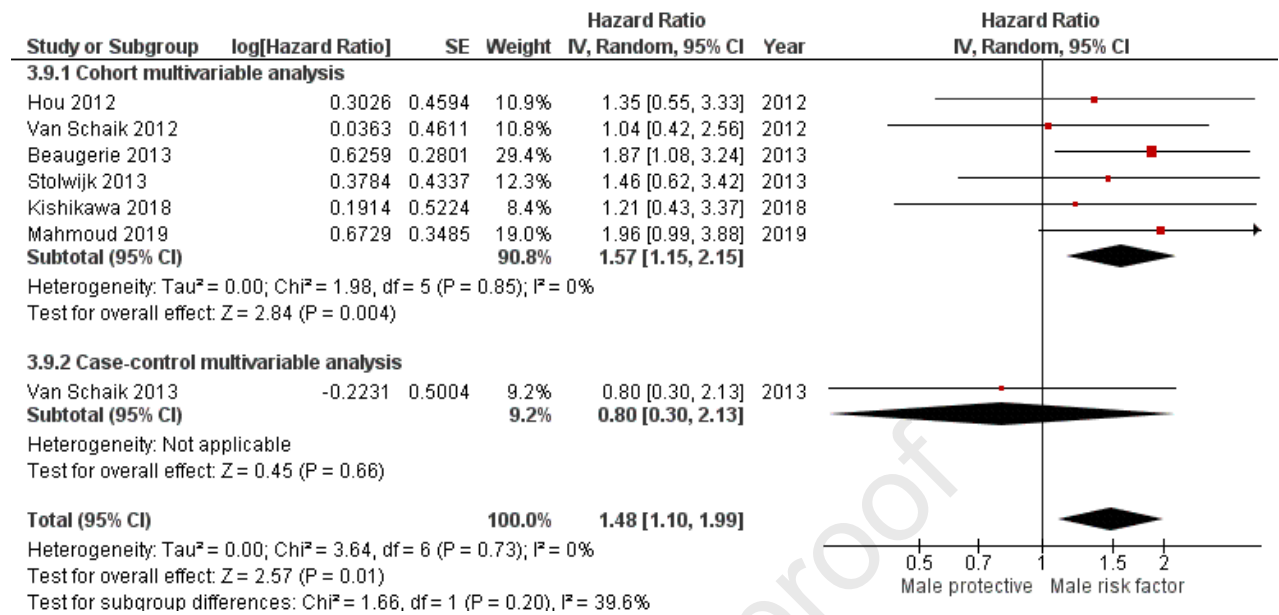 Hazard Ratio Hazard Ratio
Study or Subgroup log[Hazard Ratio] SE Weight IV, Random, 95% CI Year IV, Random, 95% CI
3.9.1 Cohort multivariable analysis
Hou 2012 0.3026 0.4594 10.9% 1.35 [0.55, 3.33] 2012
Van Schaik 2012 0.0363 0.4611 10.8% 1.04 [0.42, 2.56] 2012
Beaugerie 2013 0.6259 0.2801 29.4% 1.87 [1.08, 3.24] 2013
Stolwijk 2013 0.3784 0.4337 12.3% 1.46 [0.62, 3.42] 2013
Kishikawa 2018 0.1914 0.5224 8.4% 1.21 [0.43, 3.37] 2018
Mahmoud 2019 0.6729 0.3485 19.0% 1.96 [0.99, 3.88] 2019
Subtotal (95% CI) 90.8% 1.57 [1.15, 2.15]
Heterogeneity: Tau² = 0.00; Chi² = 1.98, df = 5 (P = 0.85); I² = 0%
Test for overall effect: Z = 2.84 (P = 0.004)
3.9.2 Case-control multivariable analysis
Van Schaik 2013 -0.2231 0.5004 9.2% 0.80 [0.30, 2.13] 2013
Subtotal (95% CI) 9.2% 0.80 [0.30, 2.13]
Heterogeneity: Not applicable
Test for overall effect: Z = 0.45 (P = 0.66)
Total (95% CI) 100.0% 1.48 [1.10, 1.99]
Heterogeneity: Tau² = 0.00; Chi² = 3.64, df = 6 (P = 0.73); I² = 0%
Test for overall effect: Z = 2.57 (P = 0.01)
Test for subgroup differences: Chi² = 1.66, df = 1 (P = 0.20), I² = 39.6%
0.5 0.7 1 1.5 2
Male protective Male risk factor
proof